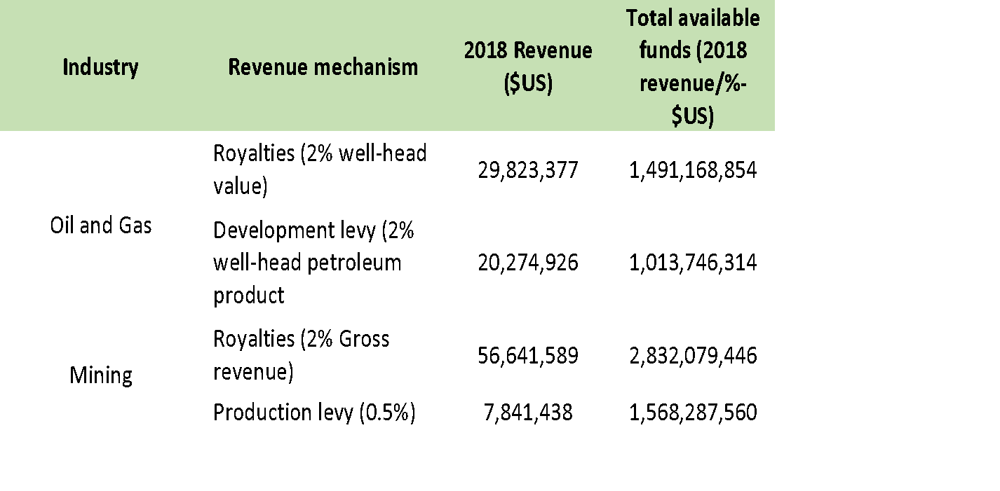 Industry
Revenue mechanism
2018 Revenue
($US)
Total available
funds (2018
revenue/%-
$US)
Oil and Gas
Royalties (2% well-head
value)
29,823,377
1,491,168,854
Development levy (2%
well-head petroleum
product
20,274,926
1,013,746,314
Mining
Royalties (2% Gross
revenue)
56,641,589
2,832,079,446
Production levy (0.5%)
7,841,438
1,568,287,560